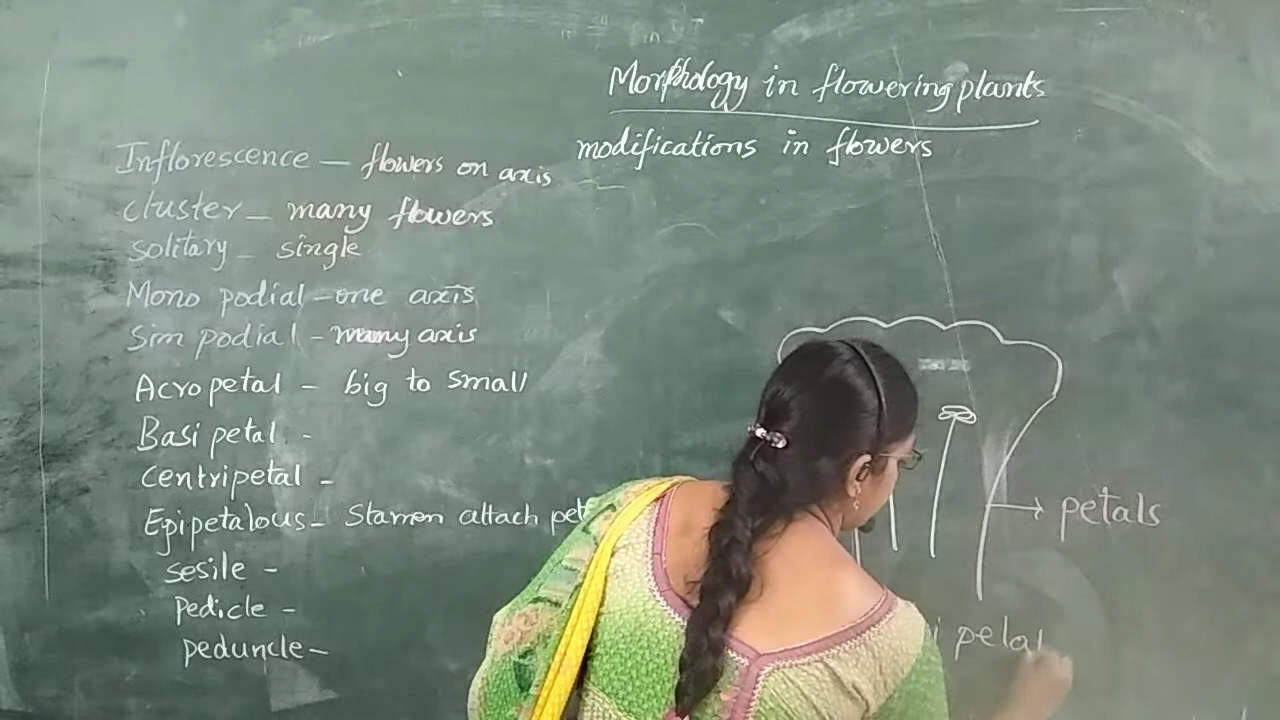 Morphology in flowering plants
modifications in flowers
Inflorescence — flowers on axis
cluster — many flowers
solitary — single
Mono podial - one axis
Sim podial - many axis
Acropetal - big to small
Basi petal -
Centripetal -
Epipetalous - Stamen attach pet
Sesile -
Pedicle -
peduncle -
petals
i petal